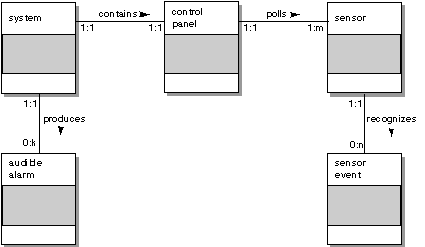 system
contains
control
panel
polls
sensor
1:1
1:1
1:1
1:m
1:1
1:1
produces
recognizes
0:k
0:n
audible
alarm
sensor
event